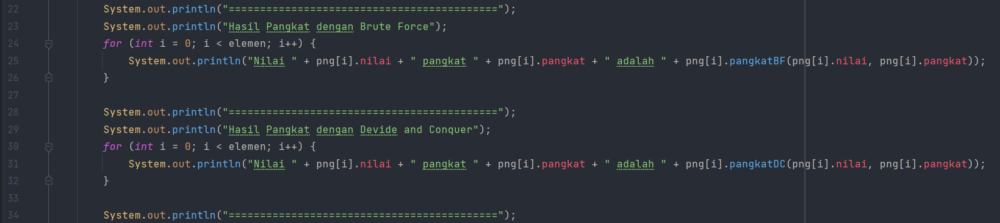 22 System.out.println("===========================================");
23 System.out.println("Hasil Pangkat dengan Brute Force");
24 for (int i = 0; i < elemen; i++) {
25 System.out.println("Nilai " + png[i].nilai + " pangkat " + png[i].pangkat + " adalah " + png[i].pangkatBF(png[i].nilai, png[i].pangkat));
26 }
27
28 System.out.println("===========================================");
29 System.out.println("Hasil Pangkat dengan Devide and Conquer");
30 for (int i = 0; i < elemen; i++) {
31 System.out.println("Nilai " + png[i].nilai + " pangkat " + png[i].pangkat + " adalah " + png[i].pangkatDC(png[i].nilai, png[i].pangkat));
32 }
33
34 System.out.println("===========================================");